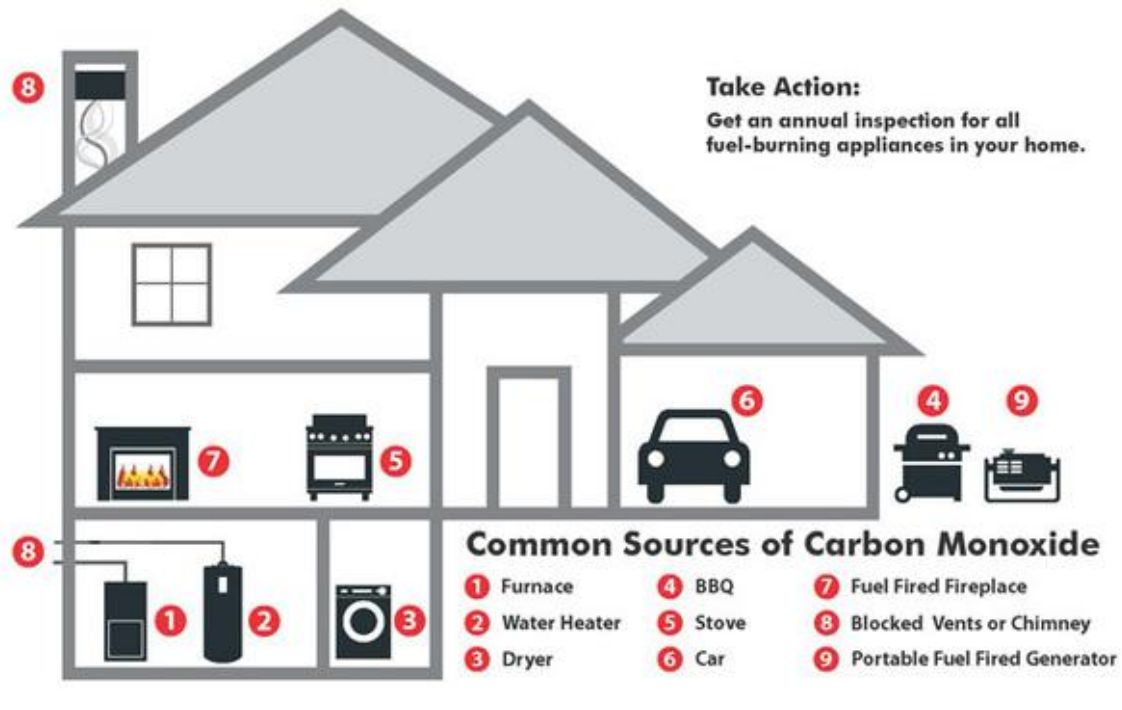 8
Take Action:
Get an annual inspection for all
fuel-burning appliances in your home.
6
4
9
7
5
8
1
2
3
Common Sources of Carbon Monoxide
1 Furnace
2 Water Heater
3 Dryer
4 BBQ
5 Stove
6 Car
7 Fuel Fired Fireplace
8 Blocked Vents or Chimney
9 Portable Fuel Fired Generator